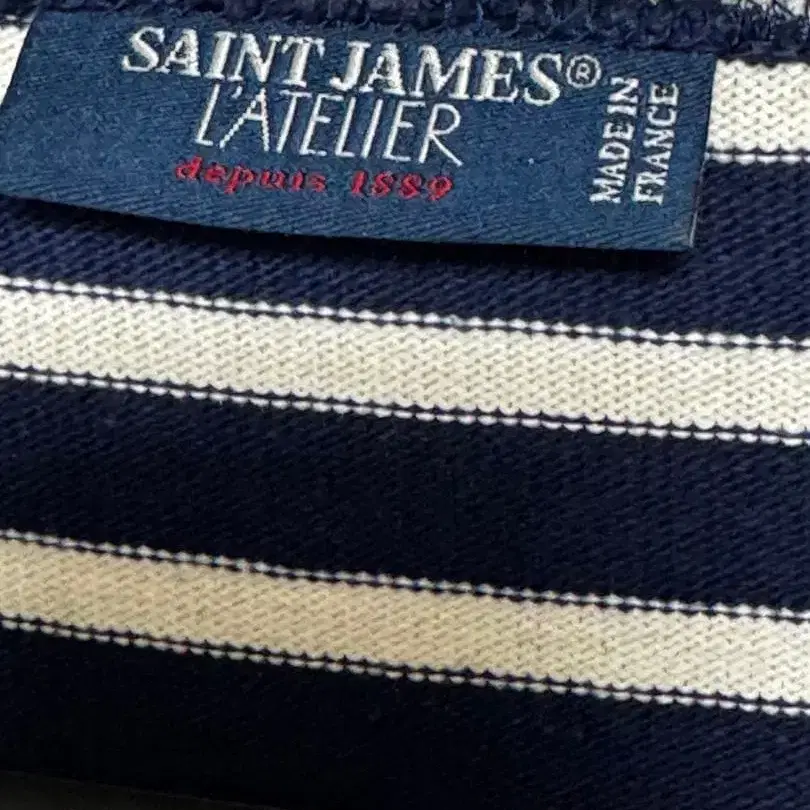 SAINT JAMES®
L'ATELIER
depuis 1889
MADE IN
FRANCE